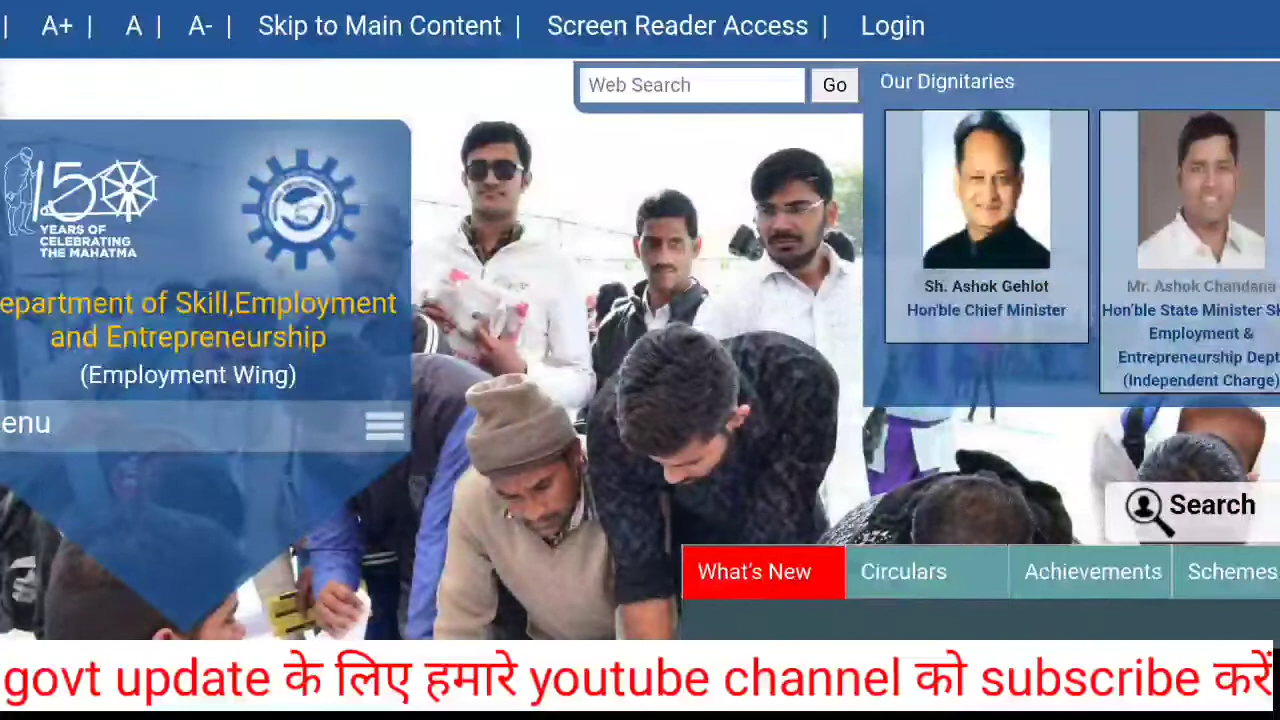 | A+ | A | A- | Skip to Main Content | Screen Reader Access | Login
Web Search
Go
Our Dignitaries
150
YEARS OF
CELEBRATING
THE MAHATMA
epartment of Skill,Employment
and Entrepreneurship
(Employment Wing)
enu
Sh. Ashok Gehlot
Hon'ble Chief Minister
Mr. Ashok Chandana
Hon'ble State Minister Sk
Employment &
Entrepreneurship Dept
(Independent Charge)
Search
What's New
Circulars
Achievements
Schemes
govt update के लिए हमारे youtube channel को subscribe करें